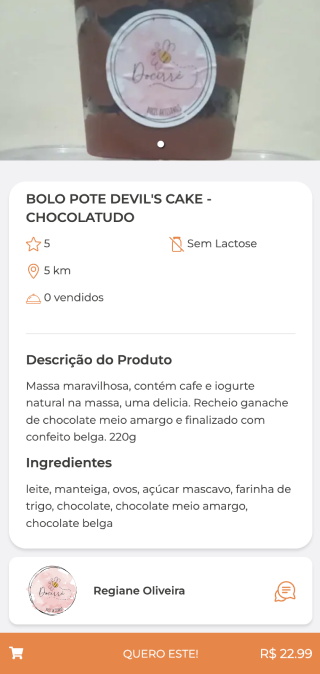 Docerré
BOLO POTE DEVIL'S CAKE -
CHOCOLATUDO
5
Sem Lactose
5 km
0 vendidos
Descrição do Produto
Massa maravilhosa, contém cafe e iogurte
natural na massa, uma delicia. Recheio ganache
de chocolate meio amargo e finalizado com
confeito belga. 220g
Ingredientes
leite, manteiga, ovos, açúcar mascavo, farinha de
trigo, chocolate, chocolate meio amargo,
chocolate belga
Docerré
Regiane Oliveira
QUERO ESTE!
R$ 22.99